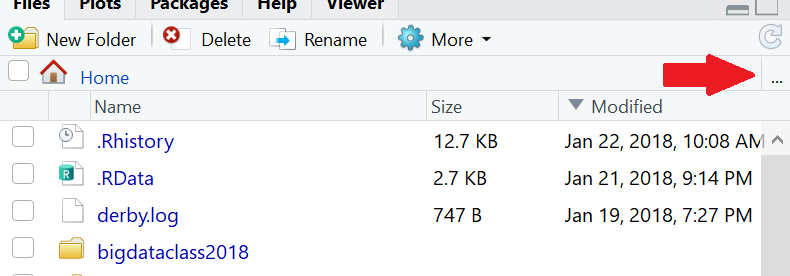 Files Plots Packages Help Viewer
New Folder Delete Rename More
Home ...
Name Size Modified
.Rhistory 12.7 KB Jan 22, 2018, 10:08 AM
.RData 2.7 KB Jan 21, 2018, 9:14 PM
derby.log 747 B Jan 19, 2018, 7:27 PM
bigdataclass2018